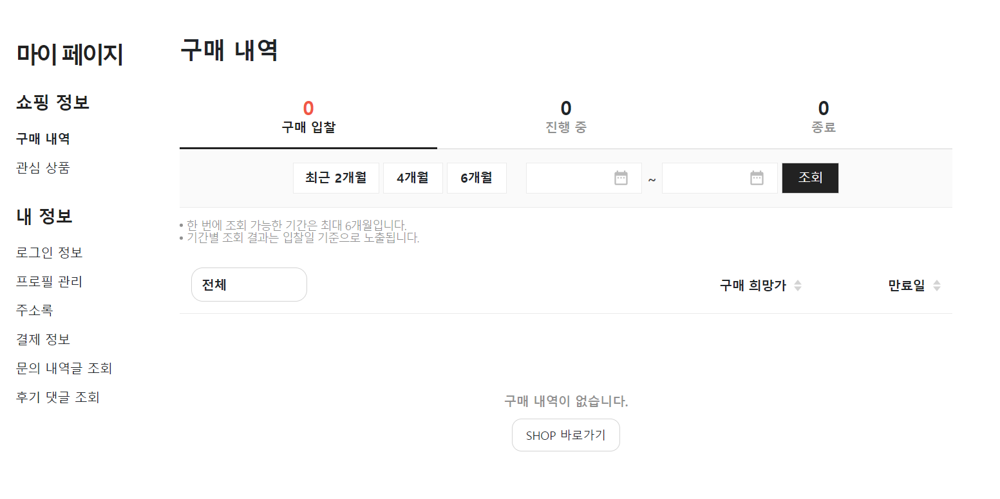 마이 페이지
쇼핑 정보
구매 내역
관심 상품
내 정보
로그인 정보
프로필 관리
주소록
결제 정보
문의 내역글 조회
후기 댓글 조회
구매 내역
0 0 0
구매 입찰 진행 중 종료
최근 2개월 4개월 6개월 ~ 조회
• 한 번에 조회 가능한 기간은 최대 6개월입니다.
• 기간별 조회 결과는 입찰일 기준으로 노출됩니다.
전체 구매 희망가 만료일
구매 내역이 없습니다.
SHOP 바로가기